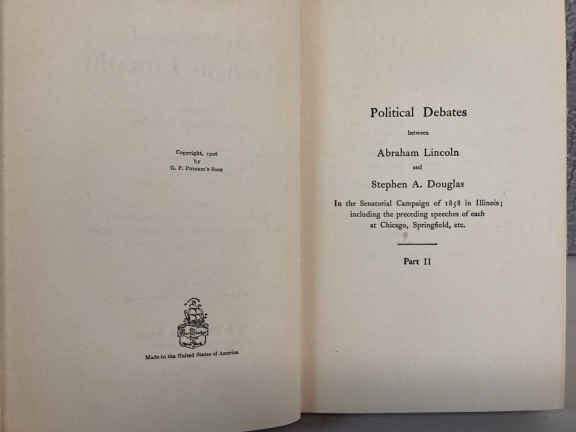 Copyright, 1906
by
G. P. Putnam's Sons
Made in the United States of America
Political Debates
between
Abraham Lincoln
and
Stephen A. Douglas
In the Senatorial Campaign of 1858 in Illinois;
including the preceding speeches of each
at Chicago, Springfield, etc.
Part II